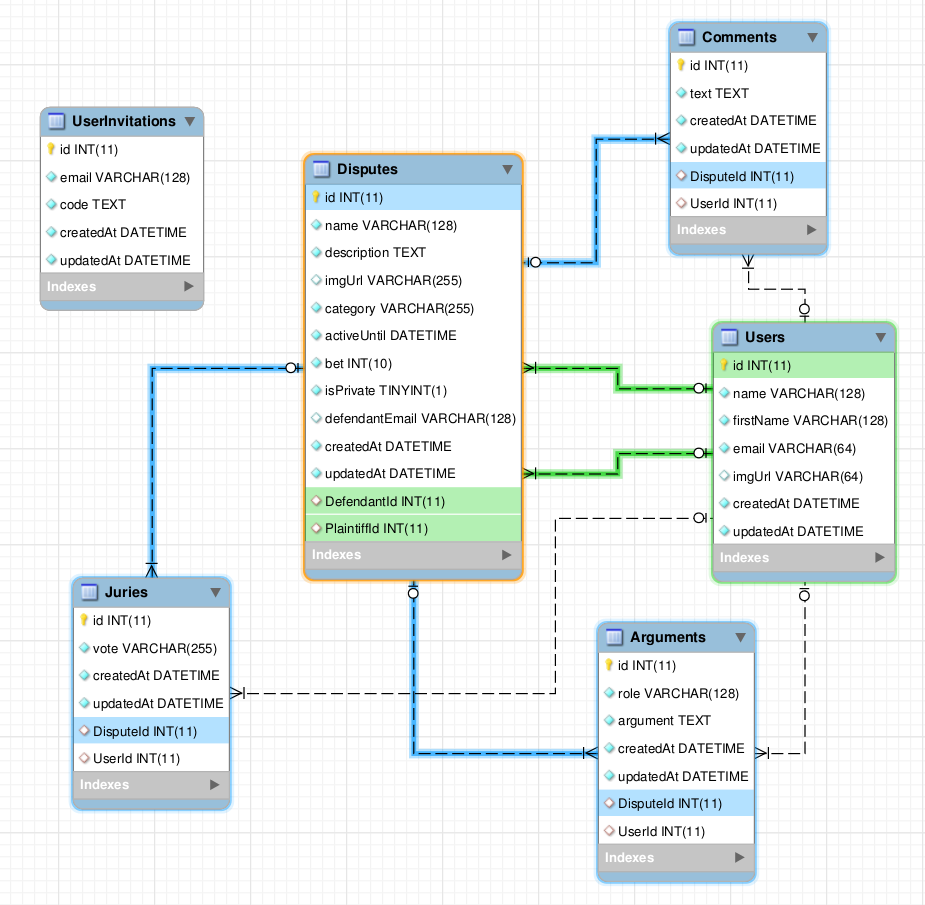 UserInvitations
id INT(11)
email VARCHAR(128)
code TEXT
createdAt DATETIME
updatedAt DATETIME
Indexes
Disputes
id INT(11)
name VARCHAR(128)
description TEXT
imgUrl VARCHAR(255)
category VARCHAR(255)
activeUntil DATETIME
bet INT(10)
isPrivate TINYINT(1)
defendantEmail VARCHAR(128)
createdAt DATETIME
updatedAt DATETIME
DefendantId INT(11)
PlaintiffId INT(11)
Indexes
Comments
id INT(11)
text TEXT
createdAt DATETIME
updatedAt DATETIME
DisputeId INT(11)
UserId INT(11)
Indexes
Users
id INT(11)
name VARCHAR(128)
firstName VARCHAR(128)
email VARCHAR(64)
imgUrl VARCHAR(64)
createdAt DATETIME
updatedAt DATETIME
Indexes
Juries
id INT(11)
vote VARCHAR(255)
createdAt DATETIME
updatedAt DATETIME
DisputeId INT(11)
UserId INT(11)
Indexes
Arguments
id INT(11)
role VARCHAR(128)
argument TEXT
createdAt DATETIME
updatedAt DATETIME
DisputeId INT(11)
UserId INT(11)
Indexes